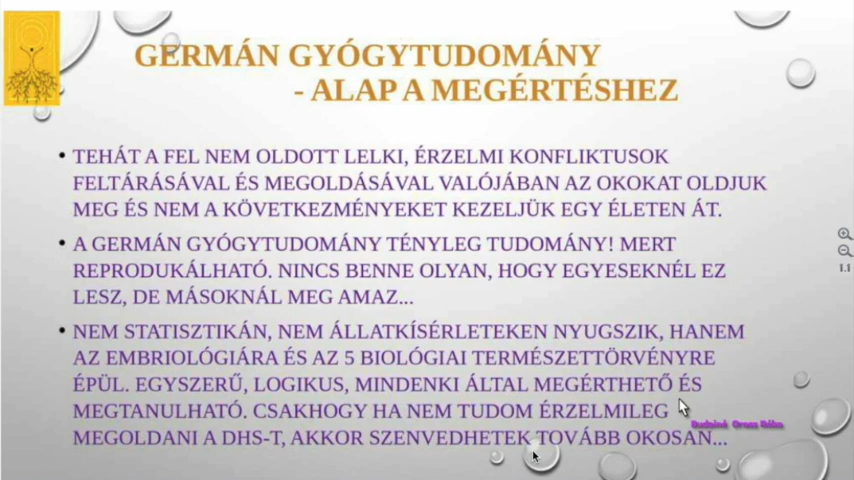 GERMÁN GYÓGYTUDOMÁNY
- ALAP A MEGÉRTÉSHEZ
• TEHÁT A FEL NEM OLDOTT LELKI, ÉRZELMI KONFLIKTUSOK
FELTÁRÁSÁVAL ÉS MEGOLDÁSÁVAL VALÓJÁBAN AZ OKOKAT OLDJUK
MEG ÉS NEM A KÖVETKEZMÉNYEKET KEZELJÜK EGY ÉLETEN ÁT.
• A GERMÁN GYÓGYTUDOMÁNY TÉNYLEG TUDOMÁNY! MERT
REPRODUKÁLHATÓ. NINCS BENNE OLYAN, HOGY EGYESEKNÉL EZ
LESZ, DE MÁSOKNÁL MEG AMAZ...
• NEM STATISZTIKÁN, NEM ÁLLATKÍSÉRLETEKEN NYUGSZIK, HANEM
AZ EMBRIOLÓGIÁRA ÉS AZ 5 BIOLÓGIAI TERMÉSZETTÖRVÉNYRE
ÉPÜL. EGYSZERŰ, LOGIKUS, MINDENKI ÁLTAL MEGÉRTHETŐ ÉS
MEGTANULHATÓ. CSAKHOGY HA NEM TUDOM ÉRZELMILEG
MEGOLDANI A DHS-T, AKKOR SZENVEDHETEK TOVÁBB OKOSAN...
1.1